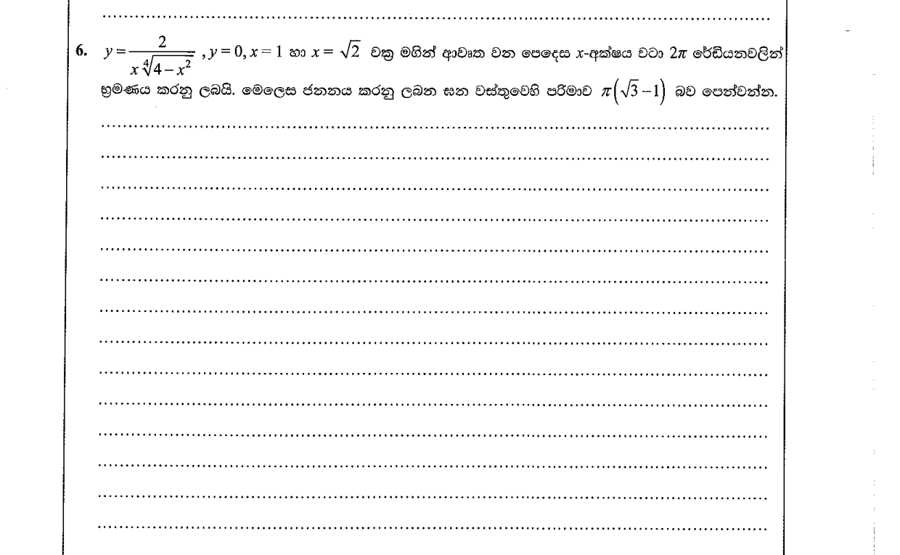 6. y = 2 / (x ∜(4 − x²)) , y = 0, x = 1 හා x = √2 වක්‍ර මගින් ආවෘත වන පෙදෙස x-අක්ෂය වටා 2π රේඩියනවලින්
භ්‍රමණය කරනු ලබයි. මෙලෙස ජනනය කරනු ලබන ඝන වස්තුවෙහි පරිමාව π(√3 −1) බව පෙන්වන්න.